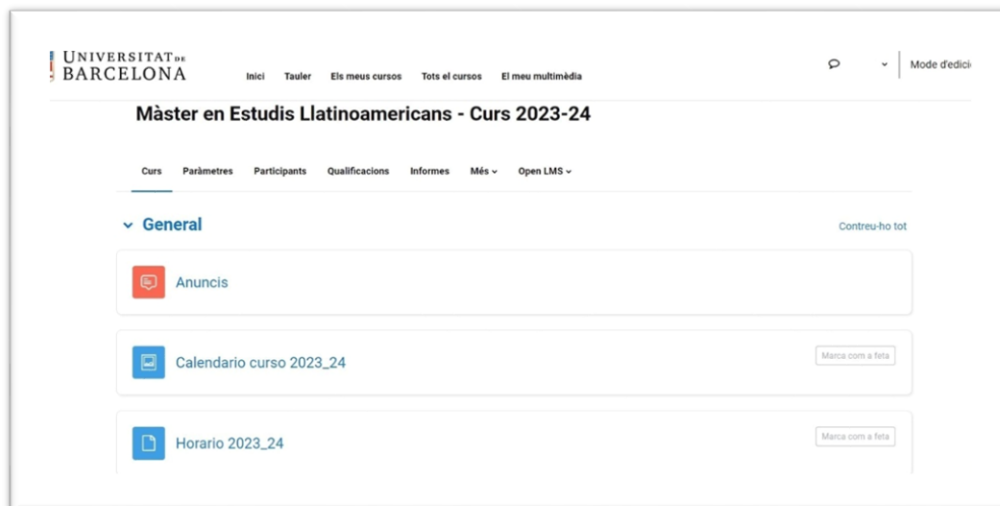 UNIVERSITAT DE
BARCELONA
Inici Tauler Els meus cursos Tots el cursos El meu multimèdia
Mode d'edici
Màster en Estudis Llatinoamericans - Curs 2023-24
Curs Paràmetres Participants Qualificacions Informes Més Open LMS
General
Contreu-ho tot
Anuncis
Calendario curso 2023_24
Marca com a feta
Horario 2023_24
Marca com a feta